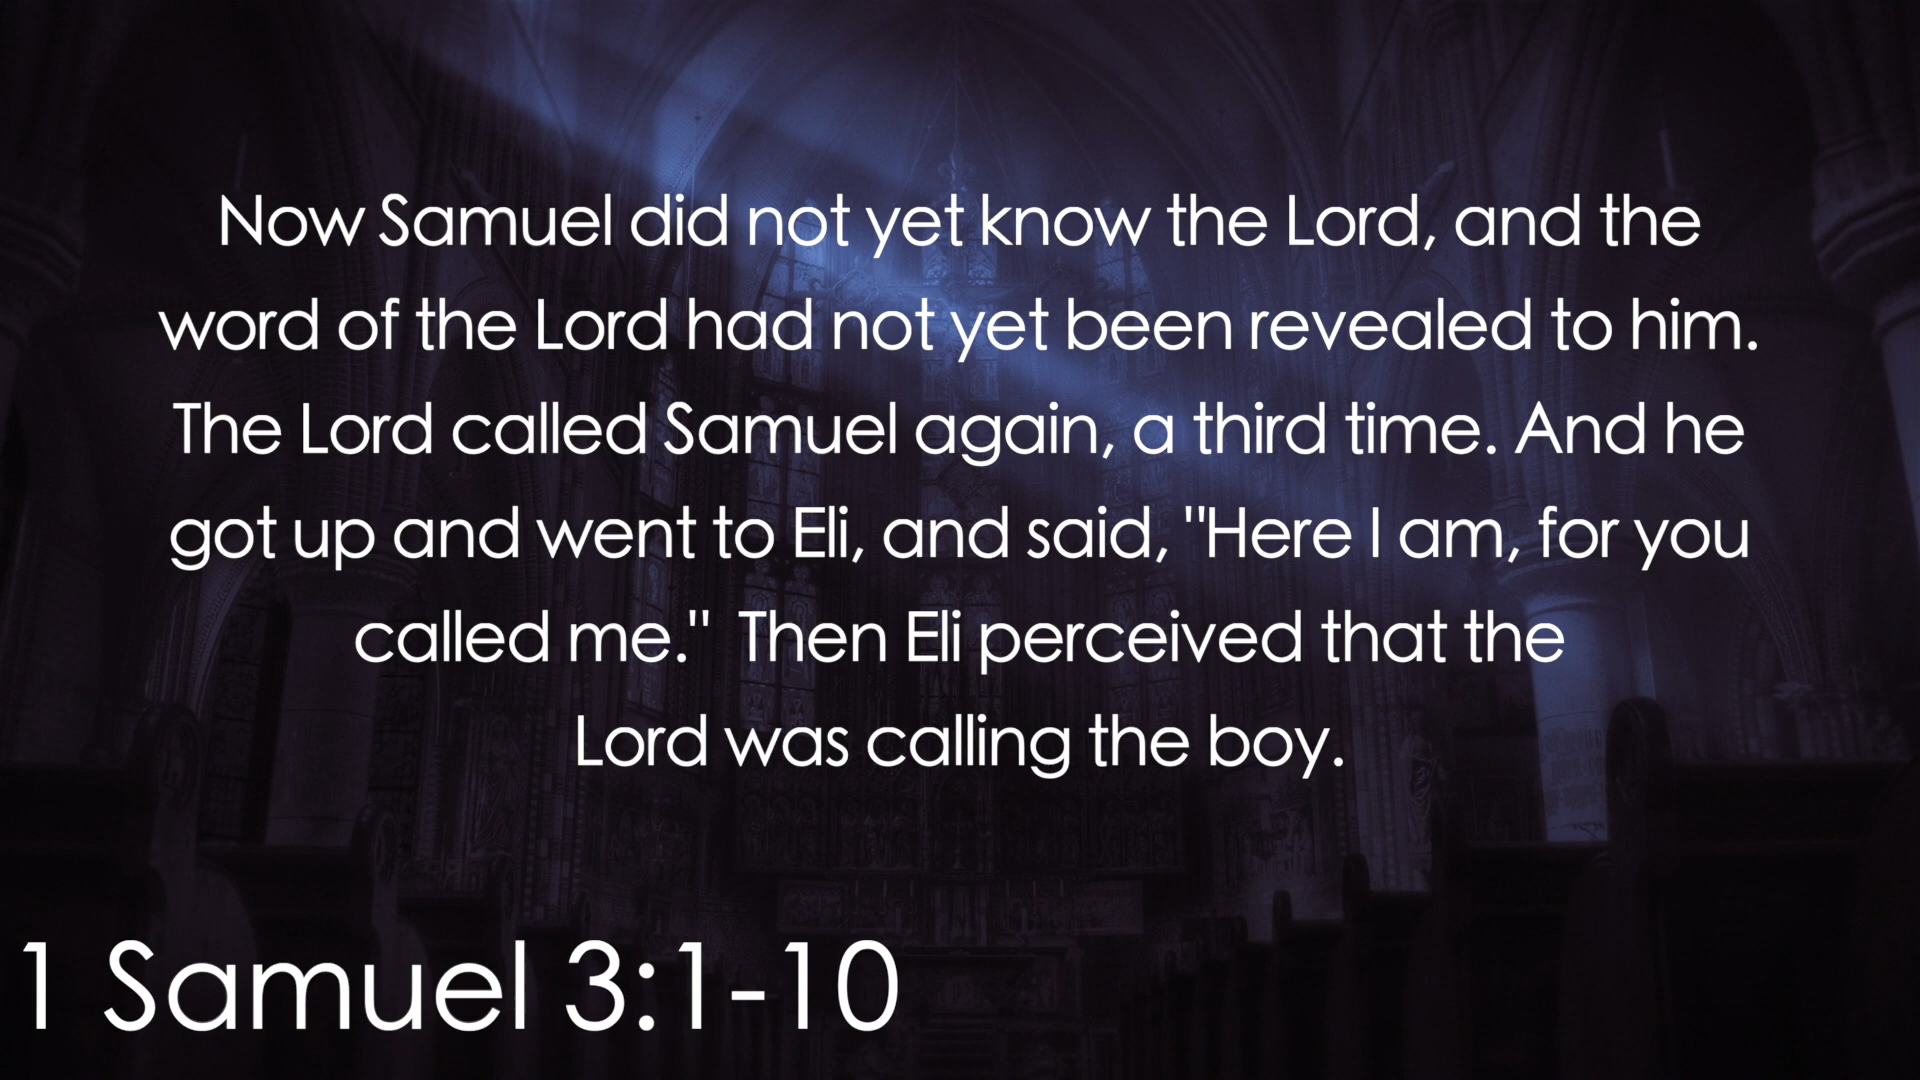 Now Samuel did not yet know the Lord, and the
word of the Lord had not yet been revealed to him.
The Lord called Samuel again, a third time. And he
got up and went to Eli, and said, "Here I am, for you
called me."  Then Eli perceived that the
Lord was calling the boy.
1 Samuel 3:1-10